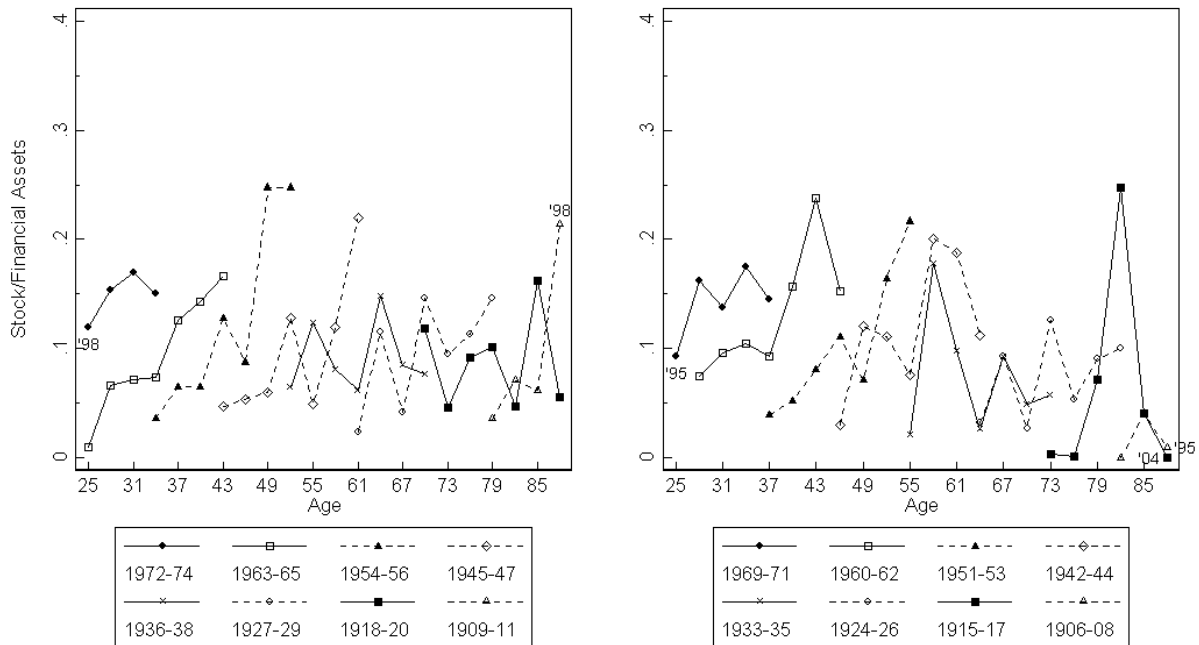 Stock/Financial Assets
.4
.3
.2
.1
0
'98
'98
25 31 37 43 49 55 61 67 73 79 85
Age
1972-74 1963-65 1954-56 1945-47
1936-38 1927-29 1918-20 1909-11
.4
.3
.2
.1
0
'95
'04
'95
25 31 37 43 49 55 61 67 73 79 85
Age
1969-71 1960-62 1951-53 1942-44
1933-35 1924-26 1915-17 1906-08